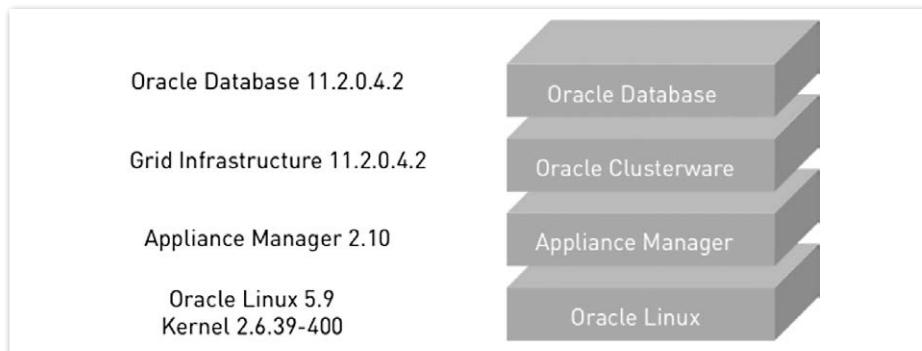 Oracle Database 11.2.0.4.2
Oracle Database
Grid Infrastructure 11.2.0.4.2
Oracle Clusterware
Appliance Manager 2.10
Appliance Manager
Oracle Linux 5.9
Kernel 2.6.39-400
Oracle Linux